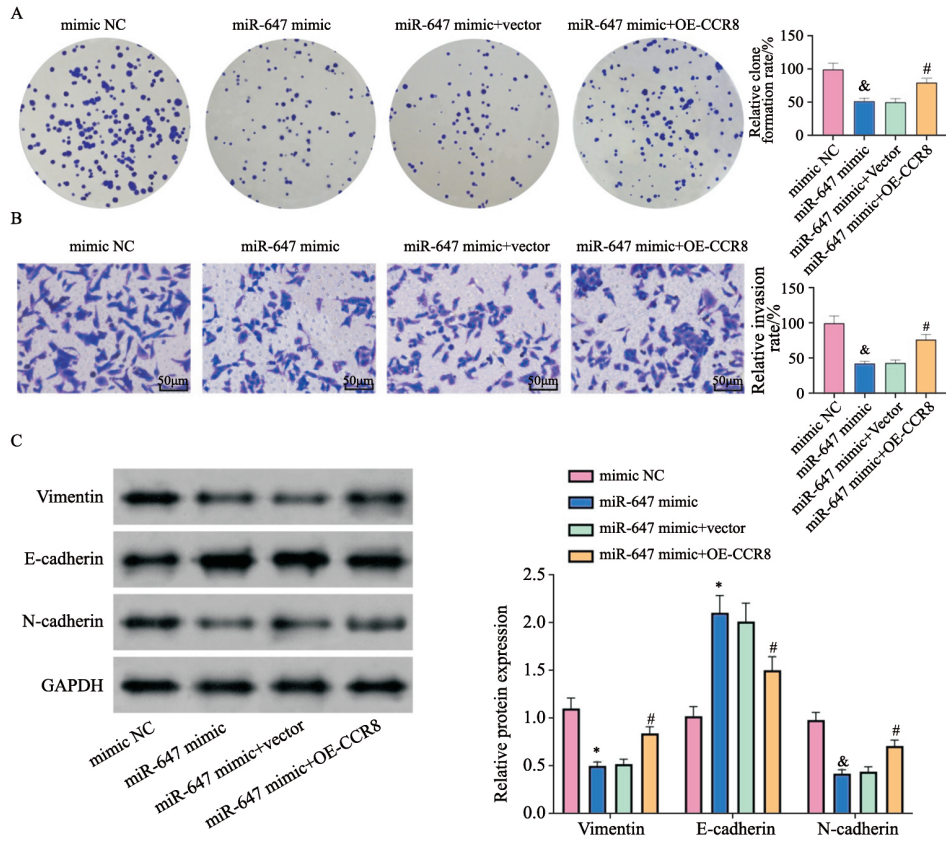 A
mimic NC
miR-647 mimic
miR-647 mimic+vector
miR-647 mimic+OE-CCR8
Relative clone
formation rate/%
150
100
50
0
&
#
mimic NC
miR-647 mimic
miR-647 mimic+Vector
miR-647 mimic+OE-CCR8
B
mimic NC
miR-647 mimic
miR-647 mimic+vector
miR-647 mimic+OE-CCR8
50μm
50μm
50μm
50μm
Relative invasion
rate/%
150
100
50
0
&
#
mimic NC
miR-647 mimic
miR-647 mimic+Vector
miR-647 mimic+OE-CCR8
C
Vimentin
E-cadherin
N-cadherin
GAPDH
mimic NC
miR-647 mimic
miR-647 mimic+vector
miR-647 mimic+OE-CCR8
mimic NC
miR-647 mimic
miR-647 mimic+vector
miR-647 mimic+OE-CCR8
Relative protein expression
2.5
2.0
1.5
1.0
0.5
0.0
*
#
*
#
&
#
Vimentin
E-cadherin
N-cadherin